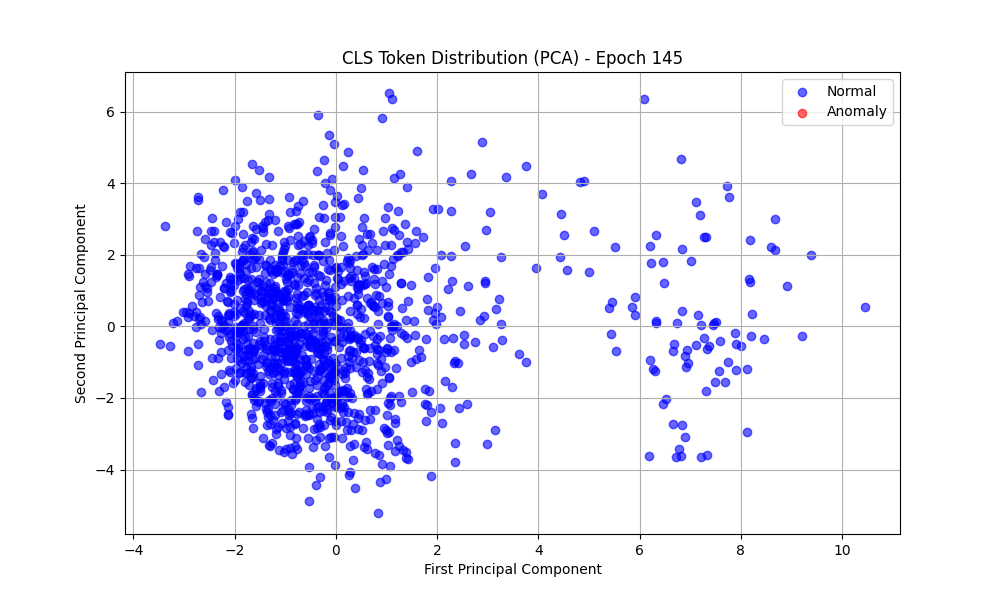 CLS Token Distribution (PCA) - Epoch 145
Normal
Anomaly
Second Principal Component
6
4
2
0
−2
−4
−4 −2 0 2 4 6 8 10
First Principal Component